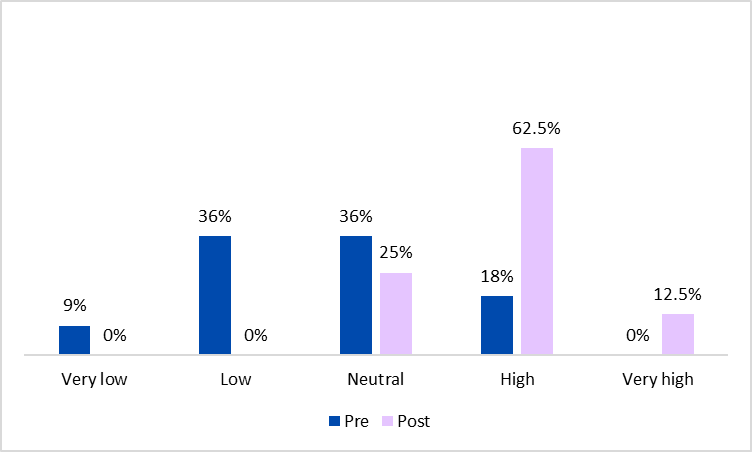 62.5%
36%
36%
25%
18%
12.5%
9%
0%
0%
0%
Very low
Low
Neutral
High
Very high
Pre
Post